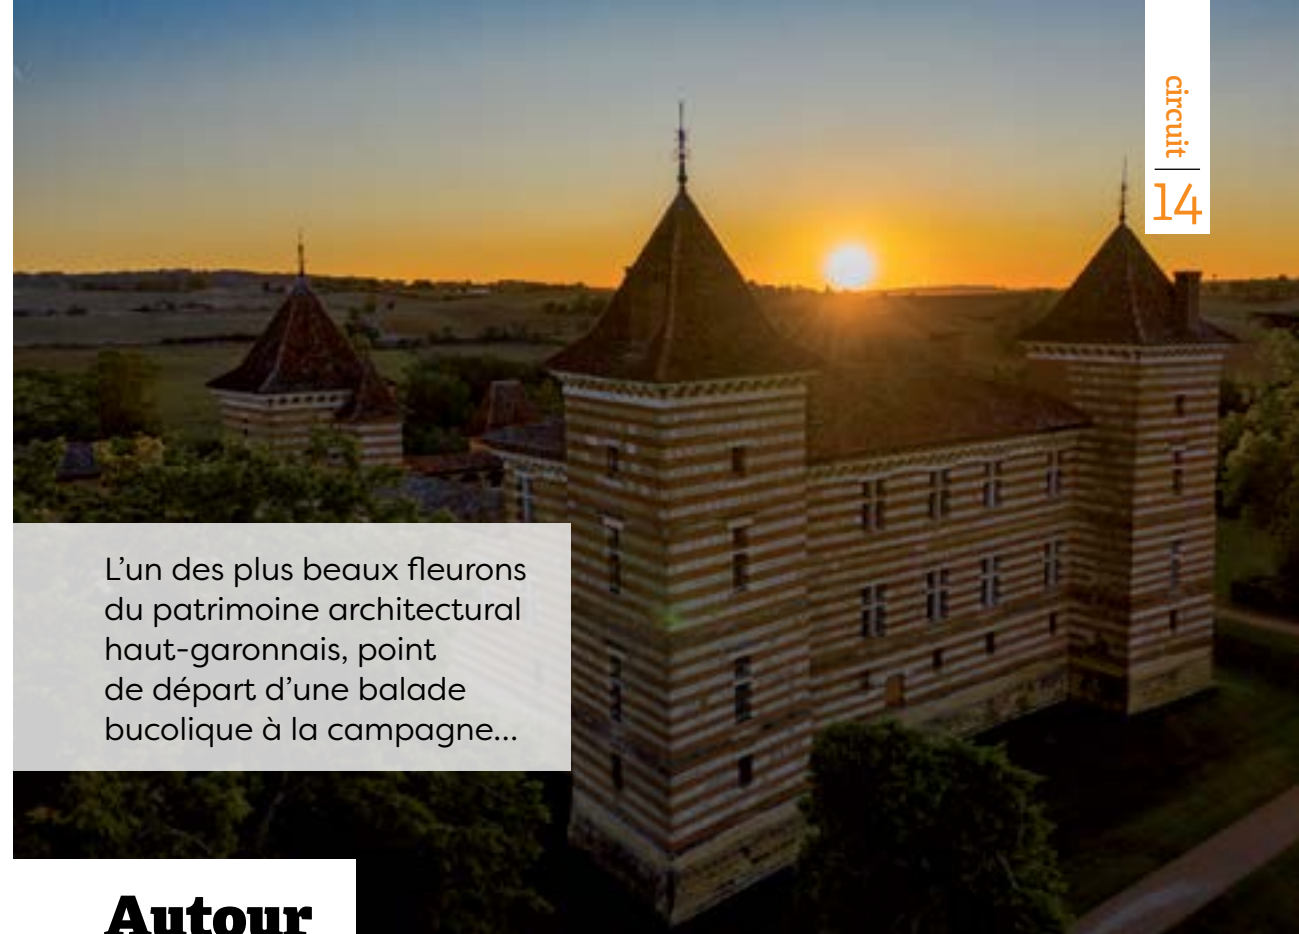 circuit
14
L’un des plus beaux fleurons
du patrimoine architectural
haut-garonnais, point
de départ d’une balade
bucolique à la campagne...
Autour